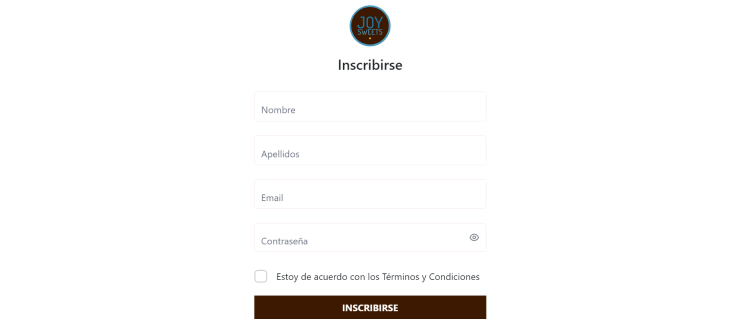 JOY
SWEETS
Inscribirse
Nombre
Apellidos
Email
Contraseña
Estoy de acuerdo con los Términos y Condiciones
INSCRIBIRSE